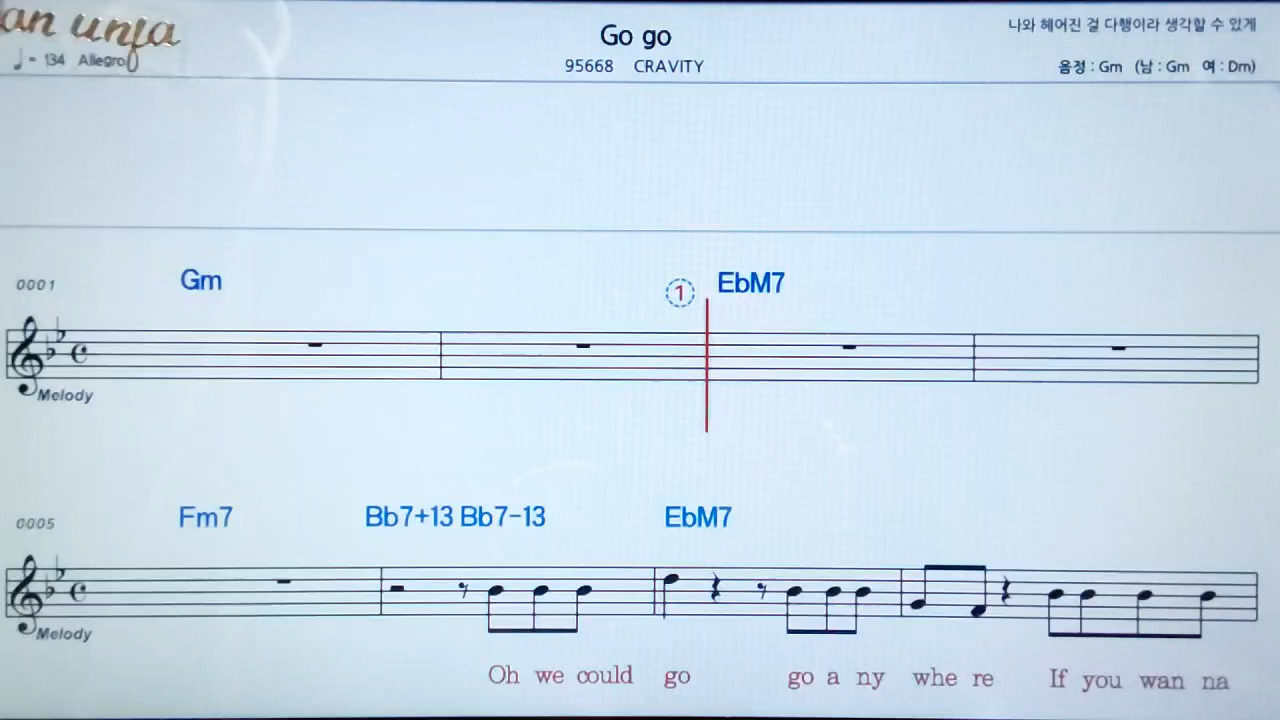 an unja
♩ = 134 Allegro
Go go
95668 CRAVITY
나와 헤어진 걸 다행이라 생각할 수 있게
음정 : Gm (남 : Gm 여 : Dm)
0001 Gm ① EbM7
Melody
0005 Fm7 Bb7+13 Bb7-13 EbM7
Melody
Oh we could go go a ny whe re If you wan na